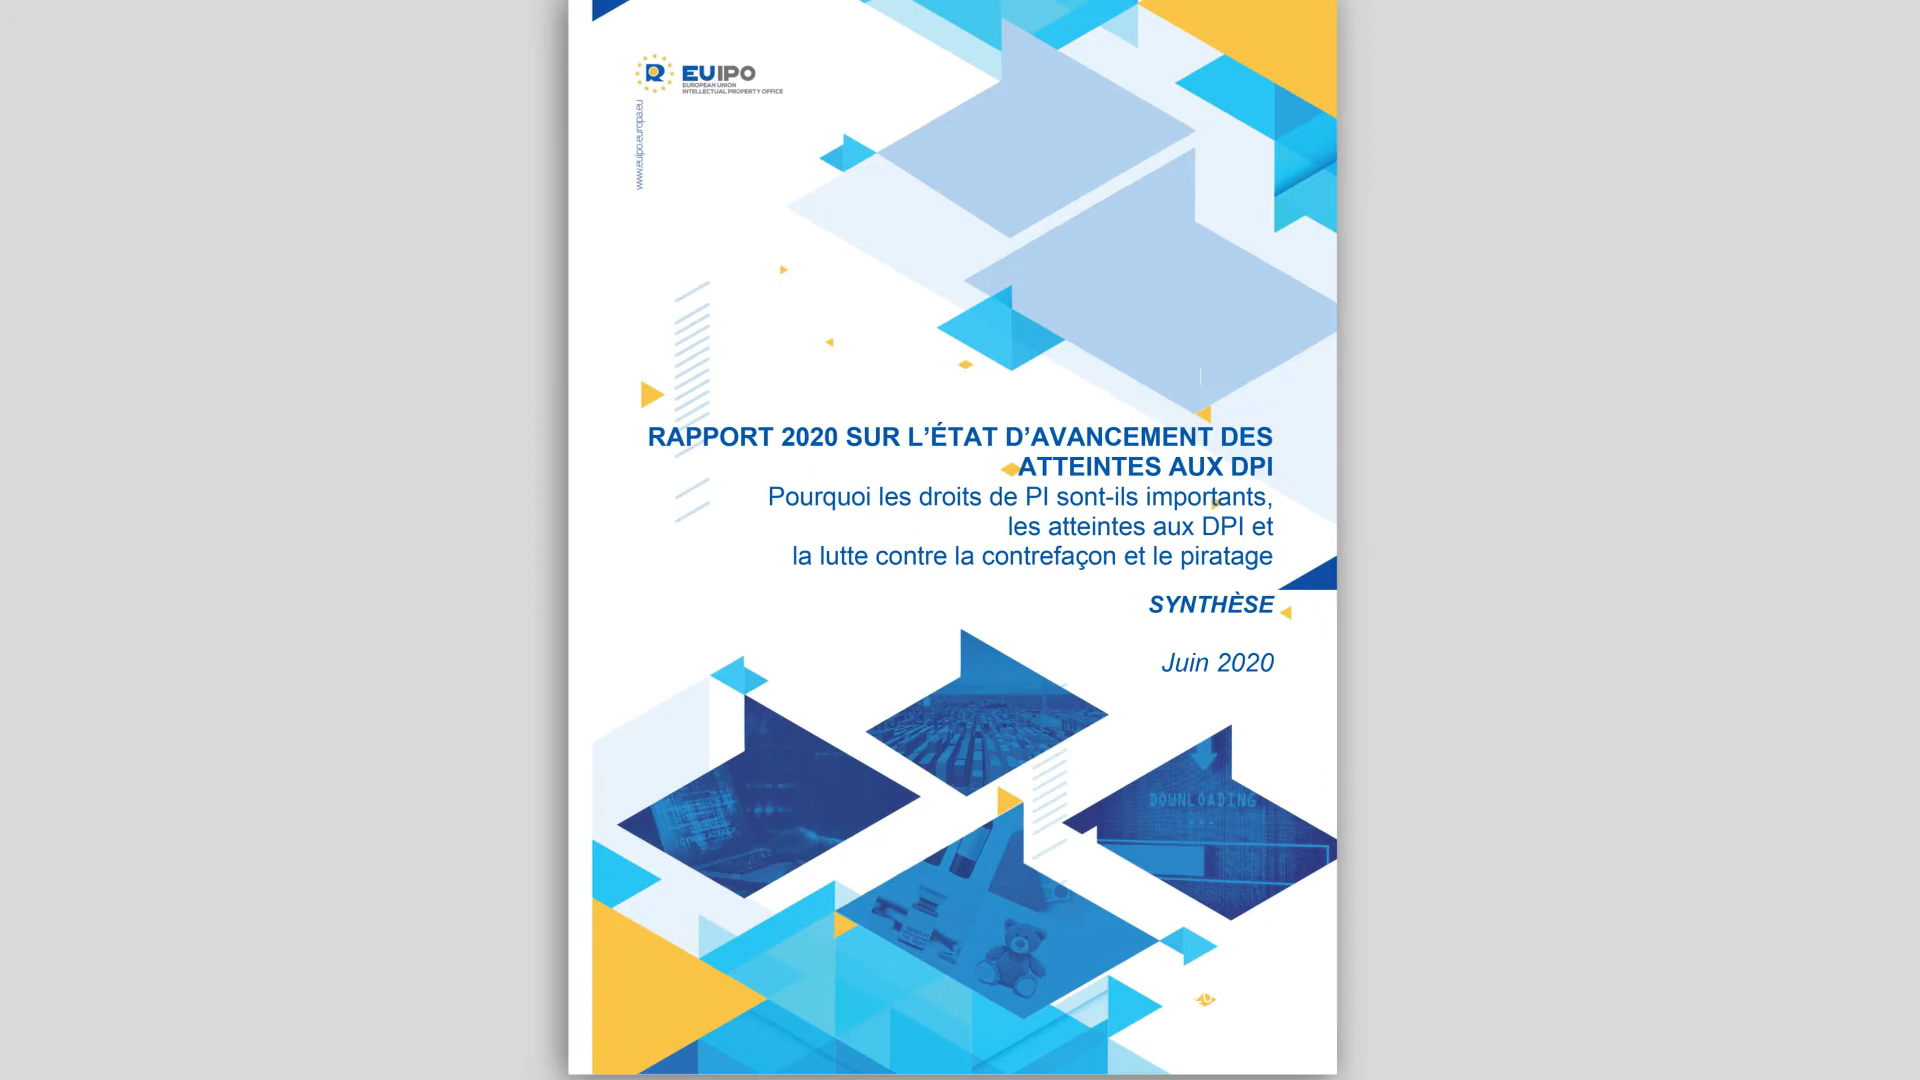 EUIPO
EUROPEAN UNION
INTELLECTUAL PROPERTY OFFICE
www.euipo.europa.eu
RAPPORT 2020 SUR L’ÉTAT D’AVANCEMENT DES
ATTEINTES AUX DPI
Pourquoi les droits de PI sont-ils importants,
les atteintes aux DPI et
la lutte contre la contrefaçon et le piratage
SYNTHÈSE
Juin 2020
DOWNLOADING
...